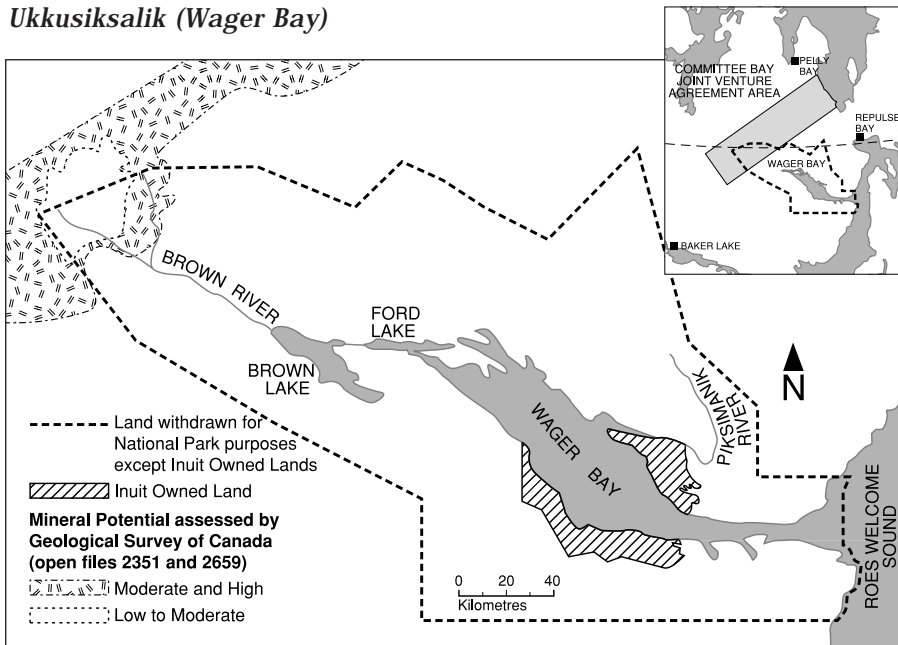 Ukkusiksalik (Wager Bay)
PELLY
BAY
COMMITTEE BAY
JOINT VENTURE
AGREEMENT AREA
REPULSE
BAY
WAGER BAY
BAKER LAKE
BROWN RIVER
FORD
LAKE
BROWN
LAKE
N
PIKSIMANIK
RIVER
WAGER BAY
ROES WELCOME
SOUND
Land withdrawn for
National Park purposes
except Inuit Owned Lands
Inuit Owned Land
Mineral Potential assessed by
Geological Survey of Canada
(open files 2351 and 2659)
Moderate and High
Low to Moderate
0 20 40
Kilometres